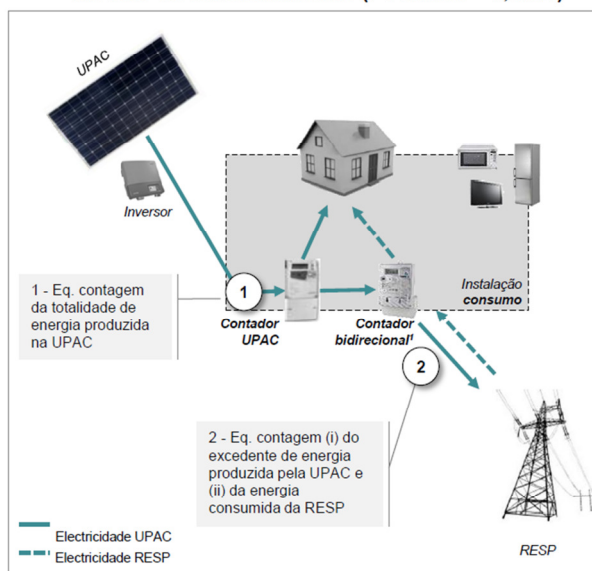 UPAC
Inversor
1 - Eq. contagem
da totalidade de
energia produzida
na UPAC
1
Contador
UPAC
Contador
bidirecional¹
Instalação
consumo
2
2 - Eq. contagem (i) do
excedente de energia
produzida pela UPAC e
(ii) da energia
consumida da RESP
Electricidade UPAC
Electricidade RESP
RESP